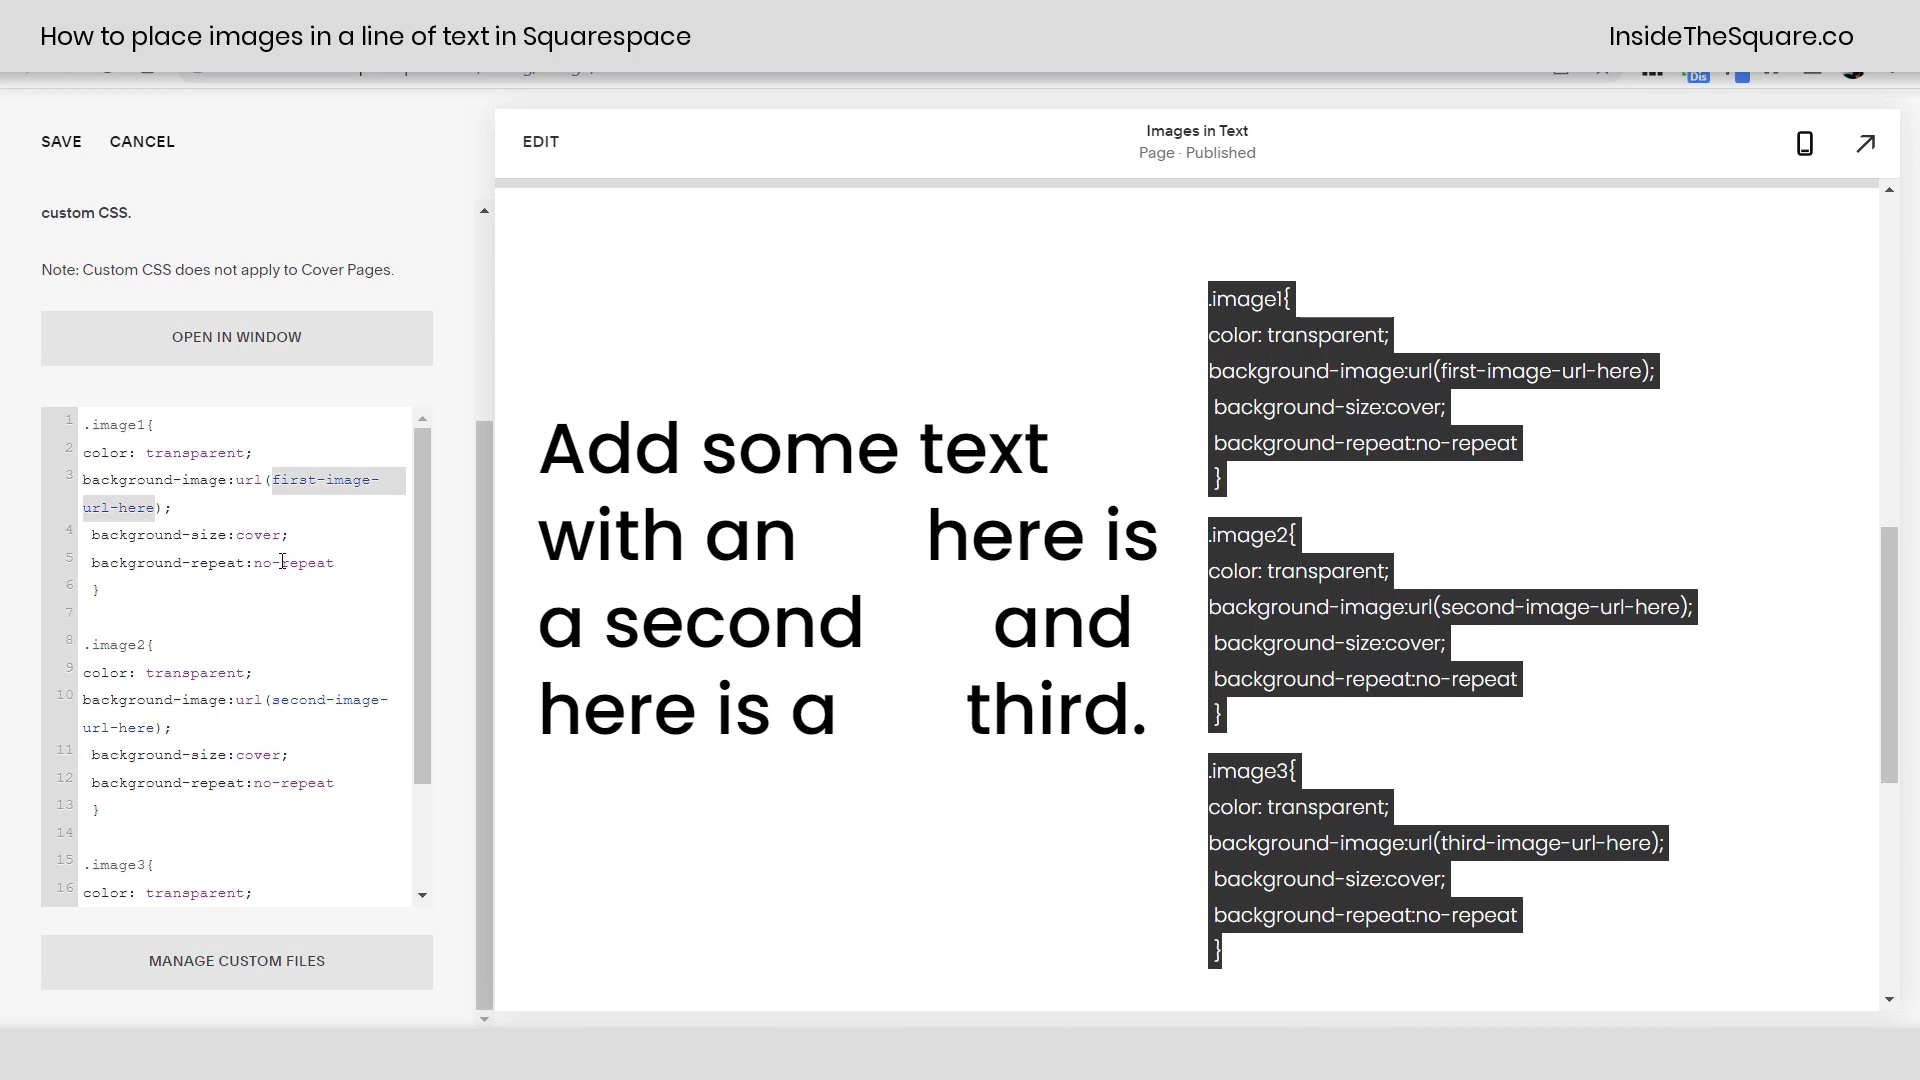 How to place images in a line of text in Squarespace
InsideTheSquare.co
Dis
SAVE
CANCEL
custom CSS.
Note: Custom CSS does not apply to Cover Pages.
OPEN IN WINDOW
1 .image1{
2 color: transparent;
3 background-image:url(first-image-
url-here);
4 background-size:cover;
5 background-repeat:no-repeat
6 }
7
8 .image2{
9 color: transparent;
10 background-image:url(second-image-
url-here);
11 background-size:cover;
12 background-repeat:no-repeat
13 }
14
15 .image3{
16 color: transparent;
MANAGE CUSTOM FILES
EDIT
Images in Text
Page · Published
Add some text
with an here is
a second and
here is a third.
.image1{
color: transparent;
background-image:url(first-image-url-here);
background-size:cover;
background-repeat:no-repeat
}
.image2{
color: transparent;
background-image:url(second-image-url-here);
background-size:cover;
background-repeat:no-repeat
}
.image3{
color: transparent;
background-image:url(third-image-url-here);
background-size:cover;
background-repeat:no-repeat
}